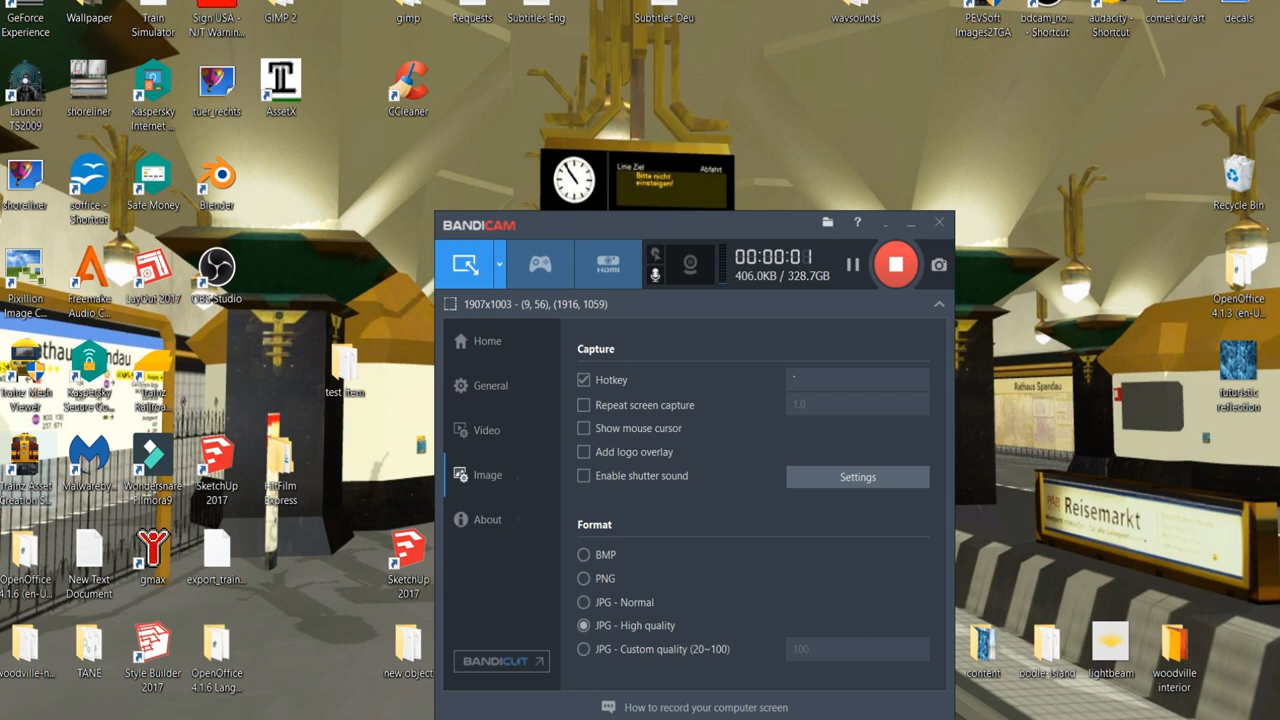 GeForce
Experience
Wallpaper
Train
Simulator
Sign USA -
NJT Warnin...
GIMP 2
gimp
Requests
Subtitles Eng
Subtitles Deu
wavsounds
PEVSoft
Images2TGA
bdcam_no...
- Shortcut
audacity -
Shortcut
comet car art
decals
Launch
TS2009
shoreliner
Kaspersky
Internet ...
tuer_rechts
AssetX
CCleaner
Linie Ziel
Abfahrt
Bitte nicht
einsteigen!
shoreliner
soffice -
Shortcut
Safe Money
Blender
Recycle Bin
BANDICAM
?
HDMI
00:00:01
406.0KB / 328.7GB
Pixillion
Image C...
Freemake
Audio C...
LayOut 2017
OBS Studio
OpenOffice
4.1.3 (en-U...
1907x1003 - (9, 56), (1916, 1059)
Rathaus Spandau
Trainz Mesh
Viewer
Kaspersky
Secure Co...
Trainz
Railroa...
test item
Rathaus Spandau
futuristic
reflection
Home
General
Video
Image
About
Capture
Hotkey
-
Repeat screen capture
1.0
Show mouse cursor
Add logo overlay
Enable shutter sound
Settings
Trainz Asset
Creation S...
Malwareby...
Wondershare
Filmora9
SketchUp
2017
HitFilm
Express
Reisemarkt
Format
BMP
PNG
JPG - Normal
JPG - High quality
JPG - Custom quality (20~100)
100
OpenOffice
4.1.6 (en-U...
New Text
Document
gmax
export_train...
SketchUp
2017
woodville-h...
TANE
Style Builder
2017
OpenOffice
4.1.6 Lang...
new object
BANDICUT
content
bodie-island
lightbeam
woodville
interior
How to record your computer screen